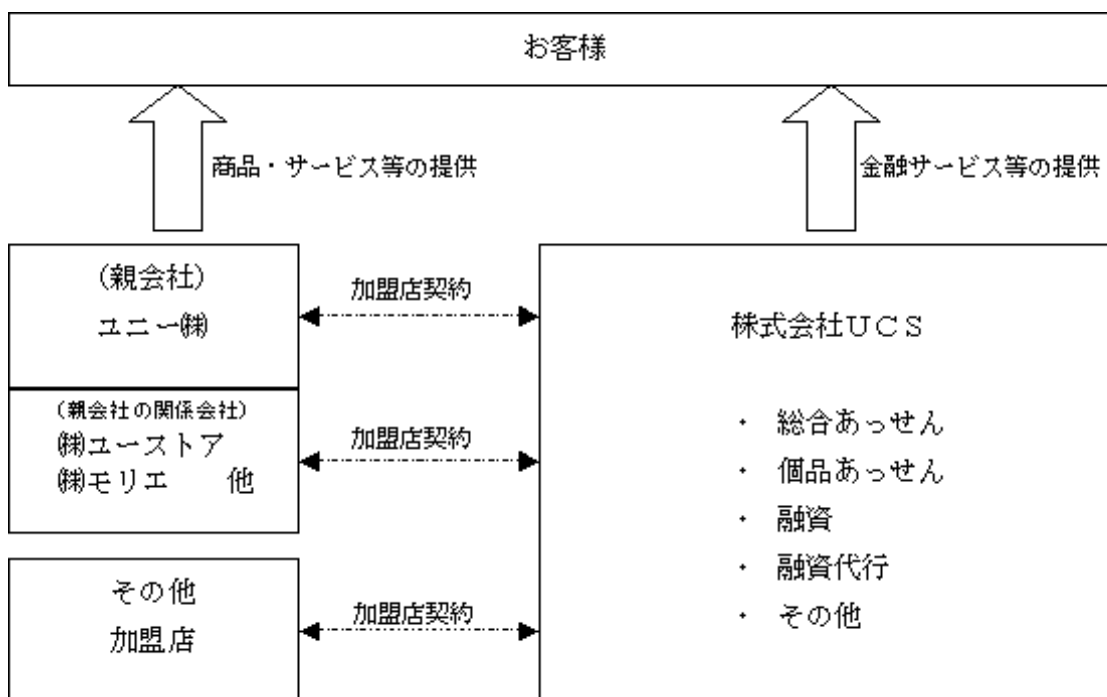 お客様
商品・サービス等の提供
金融サービス等の提供
(親会社)
ユニー㈱
加盟店契約
(親会社の関係会社)
㈱ユーストア
㈱モリエ　他
加盟店契約
その他
加盟店
加盟店契約
株式会社ＵＣＳ
・ 総合あっせん
・ 個品あっせん
・ 融資
・ 融資代行
・ その他